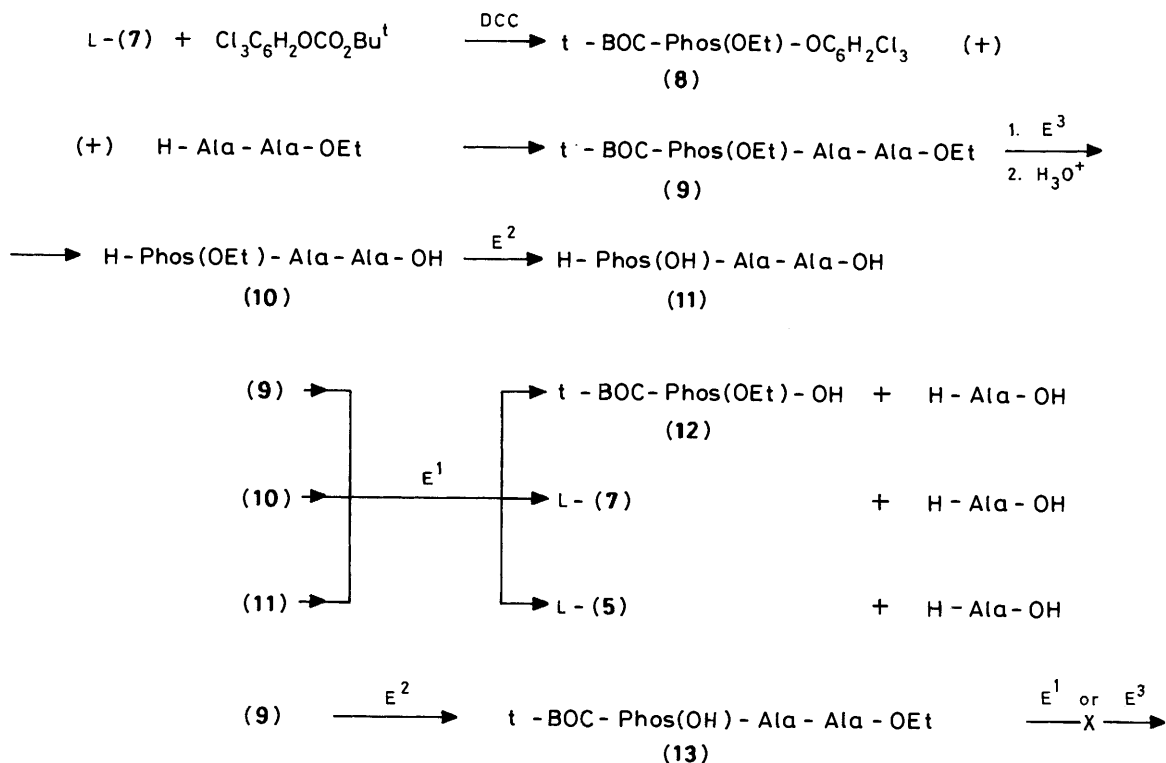 DCC
L-(7) + Cl₃C₆H₂OCO₂Buᵗ → t -BOC-Phos(OEt)-OC₆H₂Cl₃ (+)
(8)
(+) H-Ala-Ala-OEt → t -BOC-Phos(OEt)-Ala-Ala-OEt 1. E³
2. H₃O⁺
(9)
→ H-Phos(OEt)-Ala-Ala-OH E² → H-Phos(OH)-Ala-Ala-OH
(10) (11)
(9) → t -BOC-Phos(OEt)-OH + H-Ala-OH
(12)
E¹
(10) → L-(7) + H-Ala-OH
(11) → L-(5) + H-Ala-OH
(9) E² → t -BOC-Phos(OH)-Ala-Ala-OEt E¹ or E³
X
(13)